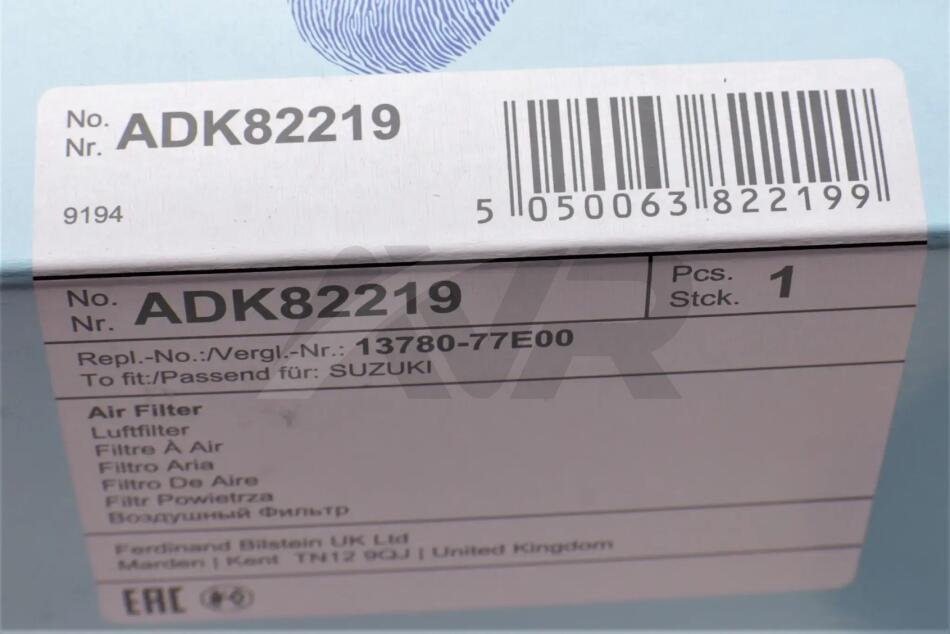 No. ADK82219
Nr.
9194
5 050063 822199
No. ADK82219
Nr.
Pcs. 1
Stck.
Repl.-No.:/Vergl.-Nr.: 13780-77E00
To fit:/Passend für: SUZUKI
Air Filter
Luftfilter
Filtre À Air
Filtro Aria
Filtro De Aire
Filtr Powietrza
Воздушный Фильтр
Ferdinand Bilstein UK Ltd
Marden | Kent TN12 9QJ | United Kingdom
EAC